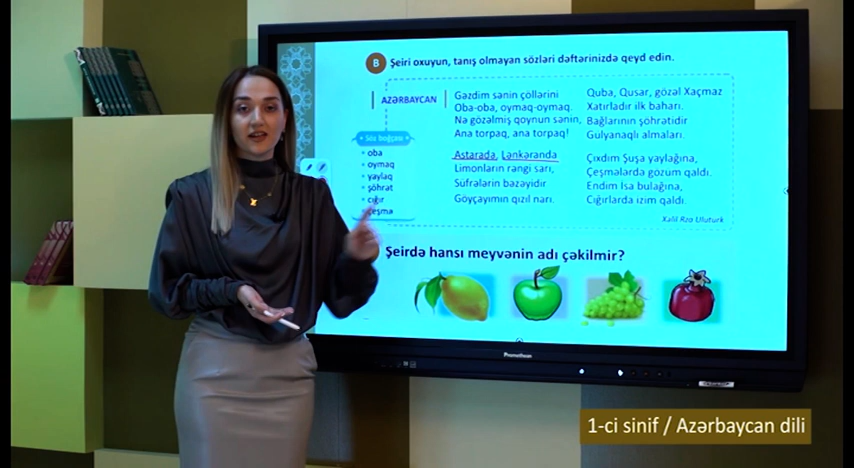 B Şeiri oxuyun, tanış olmayan sözləri dəftərinizdə qeyd edin.
AZƏRBAYCAN
Gəzdim sənin çöllərini
Oba-oba, oymaq-oymaq.
Nə gözəlmiş qoynun sənin,
Ana torpaq, ana torpaq!
Astarada, Lənkəranda
Limonların rəngi sarı,
Süfrələrin bəzəyidir
Göyçayımın qızıl narı.
Quba, Qusar, gözəl Xaçmaz
Xatırladır ilk baharı.
Bağlarının şöhrətidir
Gülyanaqlı almaları.
Çıxdım Şuşa yaylağına,
Çeşmələrdə gözüm qaldı.
Endim İsa bulağına,
Cığırlarda izim qaldı.
Xəlil Rza Ulutürk
Söz boğçası
• oba
• oymaq
• yaylaq
• şöhrət
• cığır
• çeşmə
Şeirdə hansı meyvənin adı çəkilmir?
Promethean
1-ci sinif / Azərbaycan dili